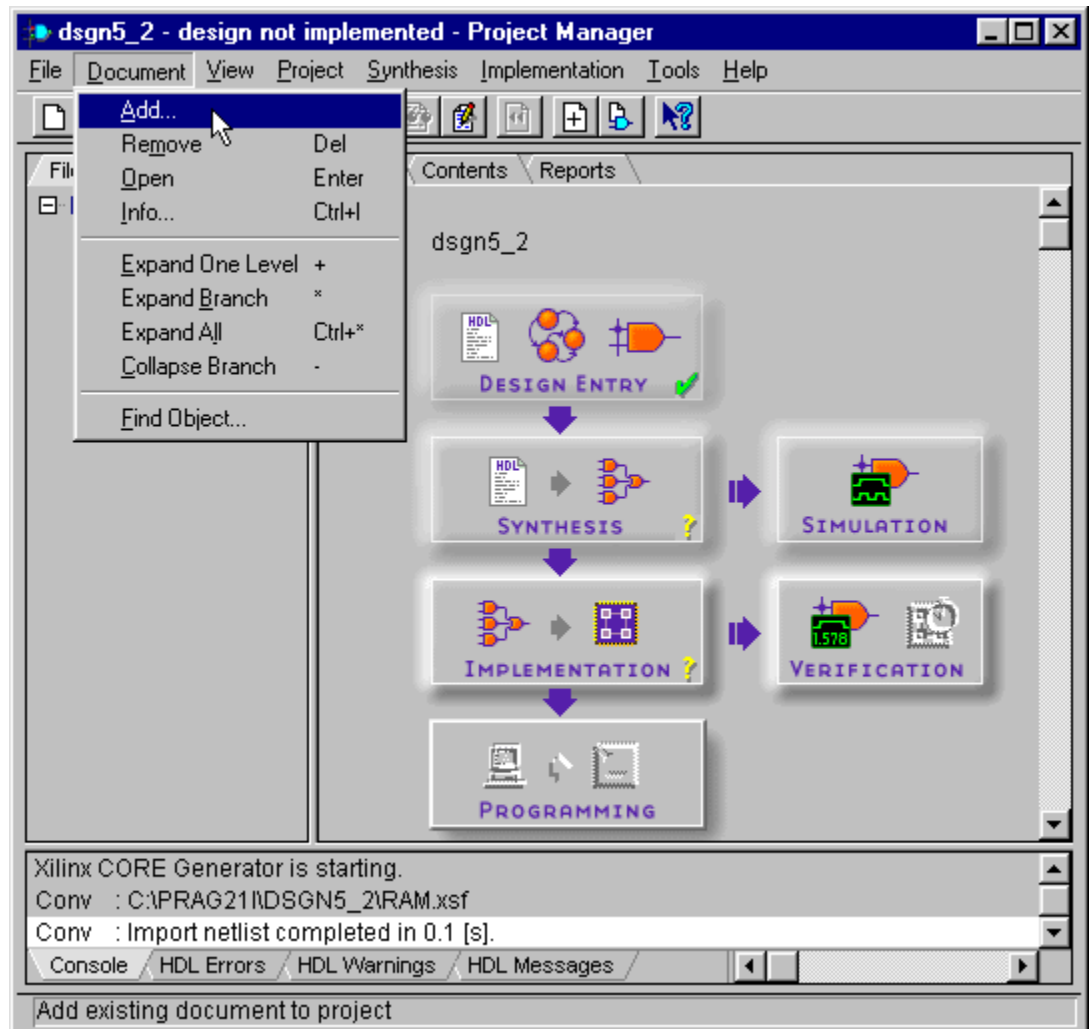 dsgn5_2 - design not implemented - Project Manager
File Document View Project Synthesis Implementation Tools Help
Add...
Remove Del
Open Enter
Info... Ctrl+I
Expand One Level +
Expand Branch *
Expand All Ctrl+*
Collapse Branch -
Find Object...
Contents Reports
dsgn5_2
HDL
DESIGN ENTRY
HDL
SYNTHESIS ?
SIMULATION
IMPLEMENTATION ?
1.578
VERIFICATION
PROGRAMMING
Xilinx CORE Generator is starting.
Conv : C:\PRAG21I\DSGN5_2\RAM.xsf
Conv : Import netlist completed in 0.1 [s].
Console HDL Errors HDL Warnings HDL Messages
Add existing document to project